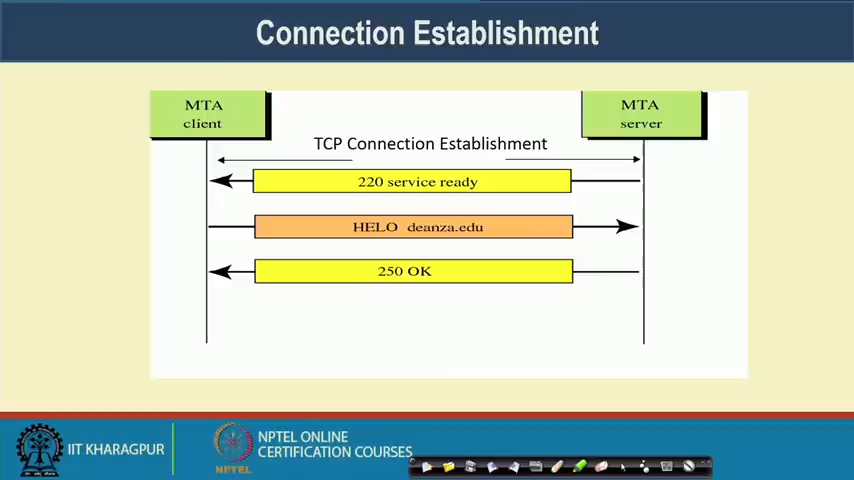 Connection Establishment
MTA
client
MTA
server
TCP Connection Establishment
220 service ready
HELO deanza.edu
250 OK
IIT KHARAGPUR
NPTEL
NPTEL ONLINE
CERTIFICATION COURSES